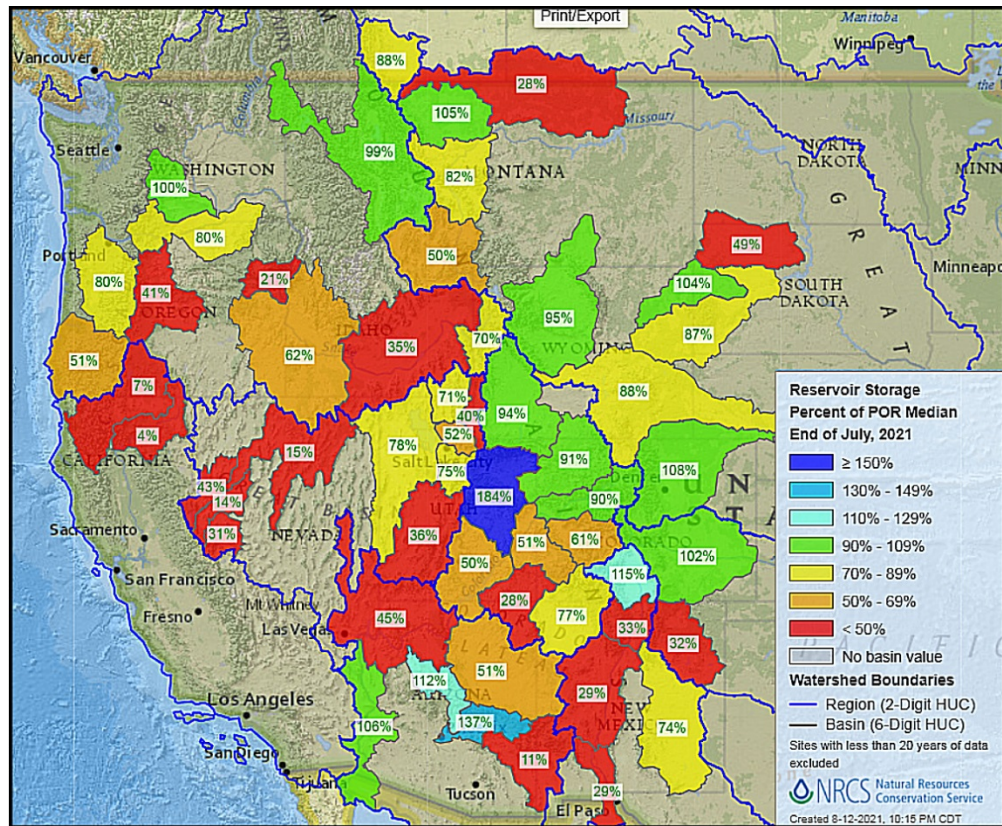 Print/Export
Manitoba
Winnipeg
Vancouver
88%
28%
105%
Columbia
Missouri
Seattle
99%
NORTH
DAKOTA
WASHINGTON
82%
MONTANA
100%
80%
50%
49%
Portland
Minneap
80%
41%
21%
104%
SOUTH
DAKOTA
OREGON
95%
87%
IDAHO
51%
62%
35%
70%
WYOMING
7%
71%
88%
40%
94%
4%
52%
CALIFORNIA
15%
78%
Salt Lake City
75%
91%
108%
43%
14%
184%
90%
Denver
UTAH
31%
NEVADA
36%
51%
61%
COLORADO
102%
Sacramento
50%
115%
San Francisco
28%
77%
Fresno
Mt Whitney
45%
33%
32%
Las Vegas
51%
112%
29%
Los Angeles
ARIZONA
NEW
MEXICO
106%
137%
74%
San Diego
11%
Tijuana
Tucson
29%
El Paso
Reservoir Storage
Percent of POR Median
End of July, 2021
≥ 150%
130% - 149%
110% - 129%
90% - 109%
70% - 89%
50% - 69%
< 50%
No basin value
Watershed Boundaries
Region (2-Digit HUC)
Basin (6-Digit HUC)
Sites with less than 20 years of data
excluded
NRCS Natural Resources
Conservation Service
Created 8-12-2021, 10:15 PM CDT